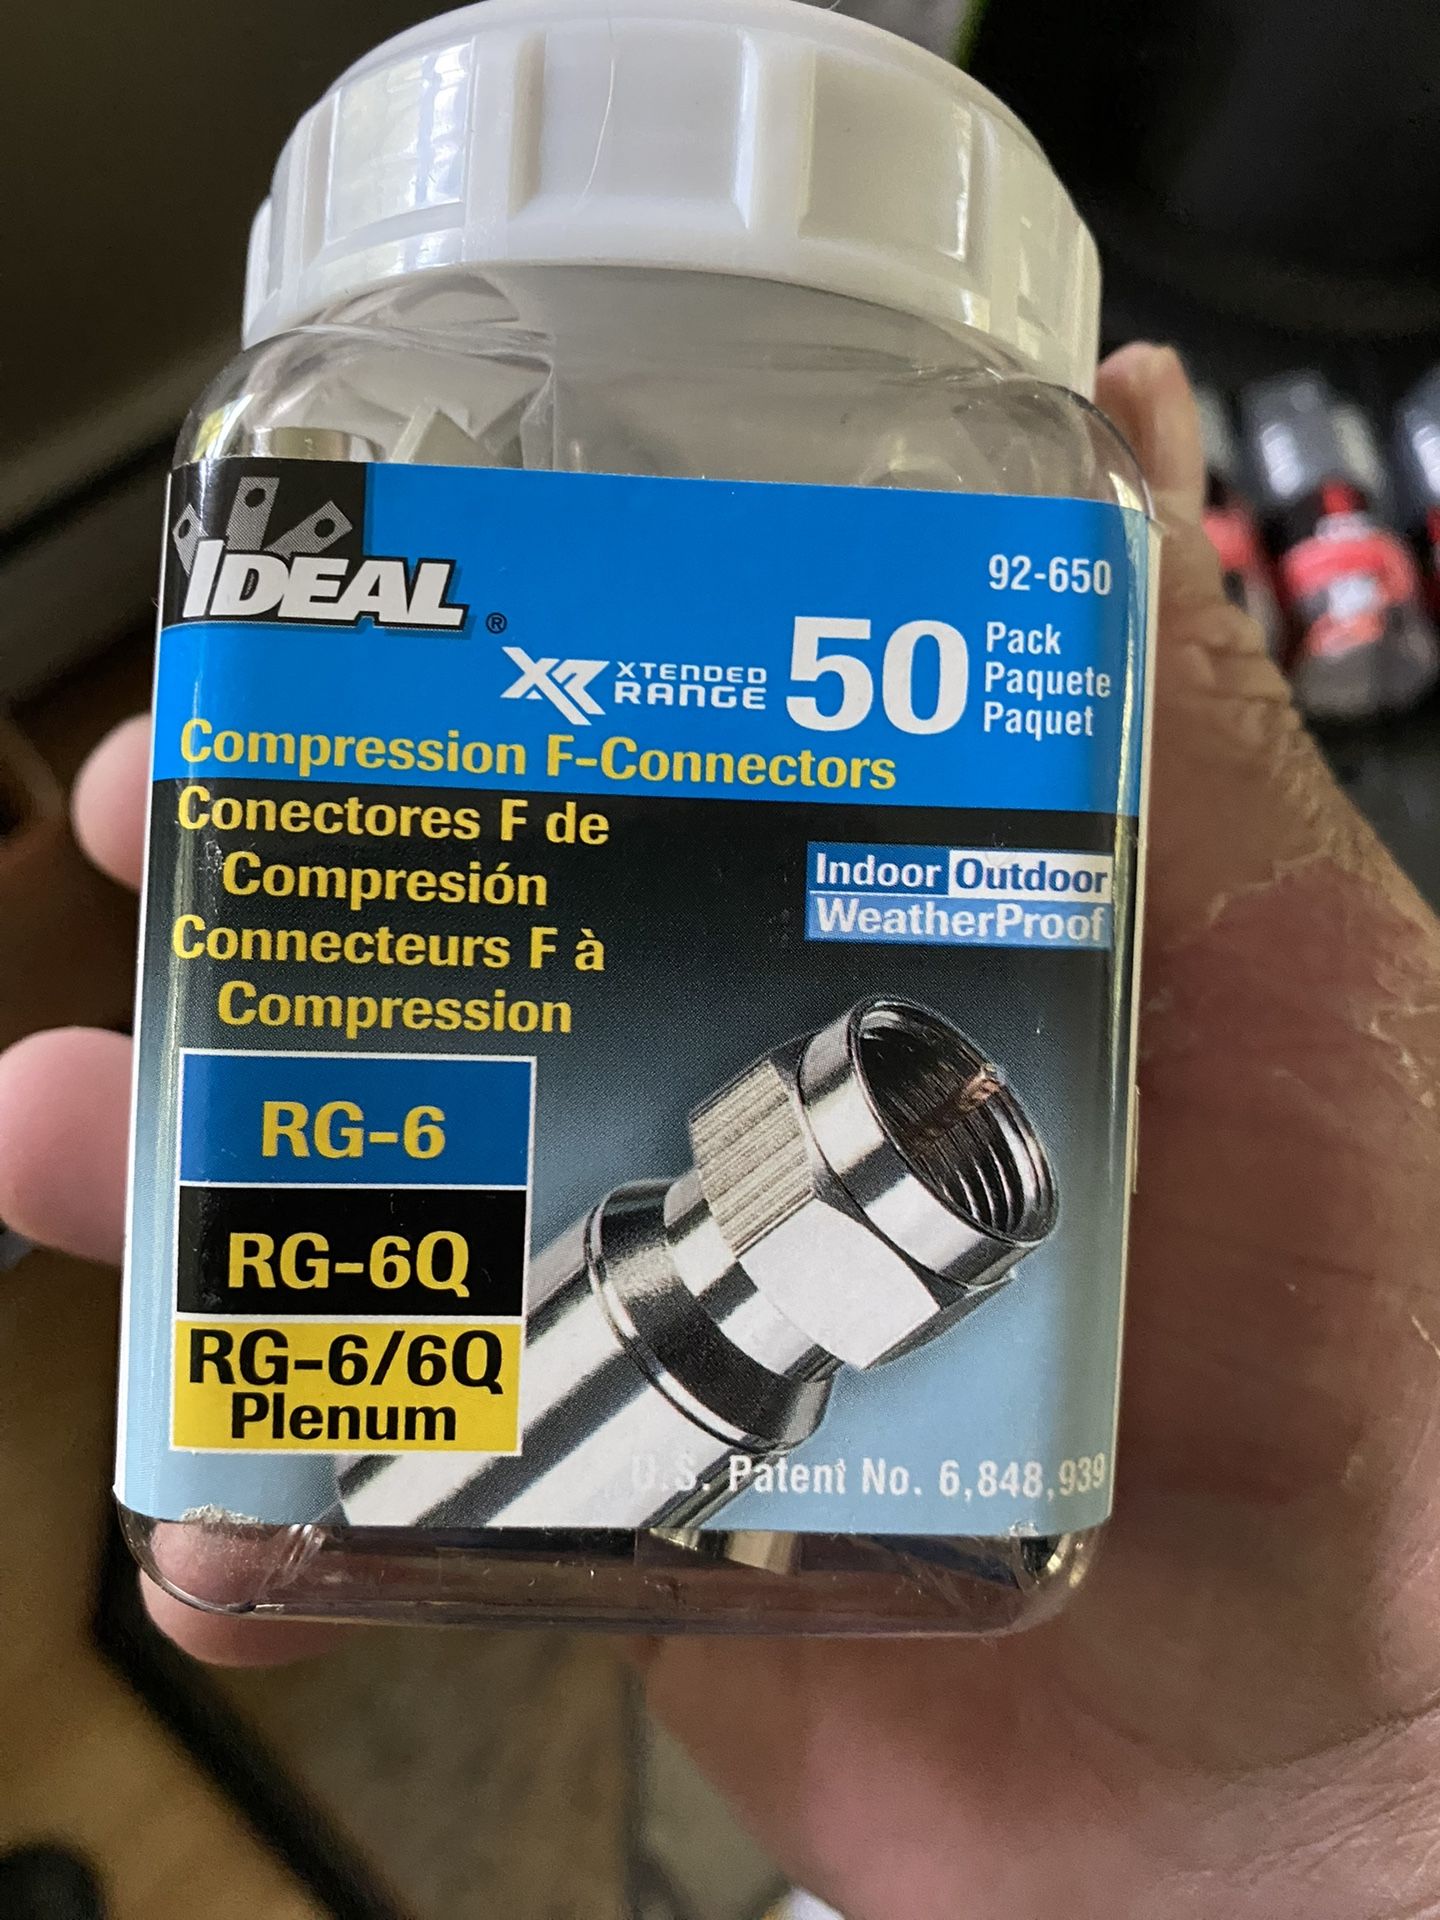 IDEAL®
92-650
XR XTENDED RANGE
50 Pack
Paquete
Paquet
Compression F-Connectors
Conectores F de
Compresión
Connecteurs F à
Compression
Indoor Outdoor
WeatherProof
RG-6
RG-6Q
RG-6/6Q
Plenum
U.S. Patent No. 6,848,939